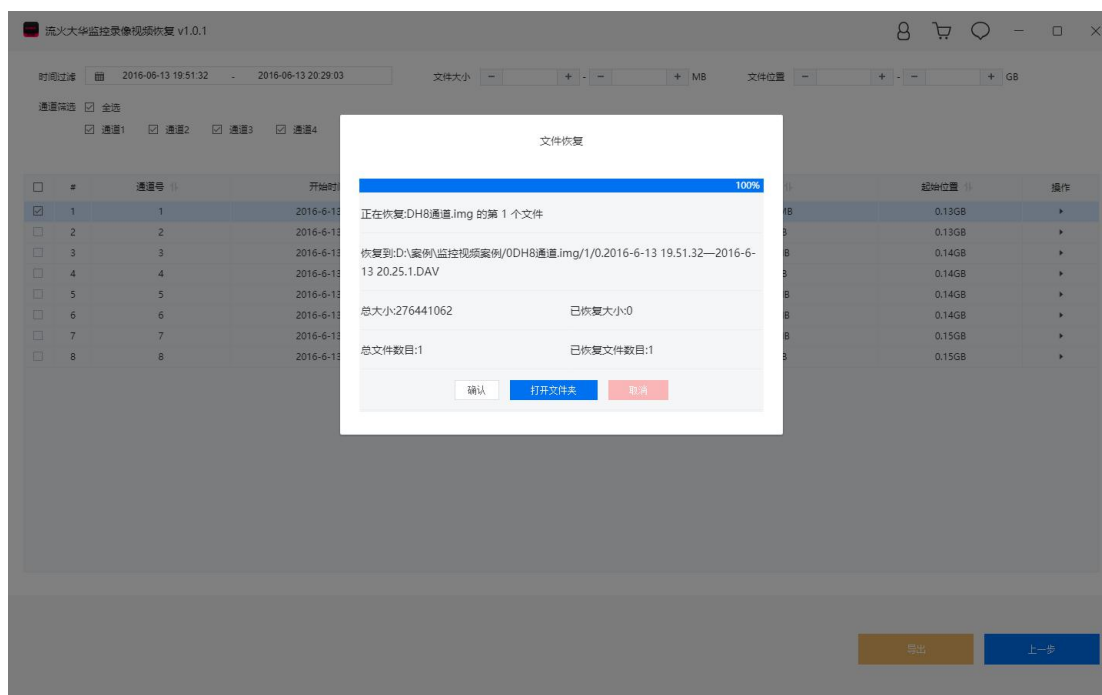 流火大华监控录像视频恢复 v1.0.1
时间过滤 2016-06-13 19:51:32 - 2016-06-13 20:29:03 文件大小 - + - - + MB 文件位置 - + - - + GB
通道筛选 全选
通道1 通道2 通道3 通道4
文件恢复
# 通道号 开始时 起始位置 操作
100%
1 1 2016-6-13 MB 0.13GB
正在恢复:DH8通道.img 的第 1 个文件
2 2 2016-6-13 B 0.13GB
3 3 2016-6-13 B 0.14GB
恢复到:D:\案例\监控视频案例/0DH8通道.img/1/0.2016-6-13 19.51.32—2016-6-
13 20.25.1.DAV
4 4 2016-6-13 B 0.14GB
5 5 2016-6-13 B 0.14GB
总大小:276441062 已恢复大小:0
6 6 2016-6-13 B 0.14GB
7 7 2016-6-13 B 0.15GB
总文件数目:1 已恢复文件数目:1
8 8 2016-6-13 B 0.15GB
确认 打开文件夹 取消
导出 上一步